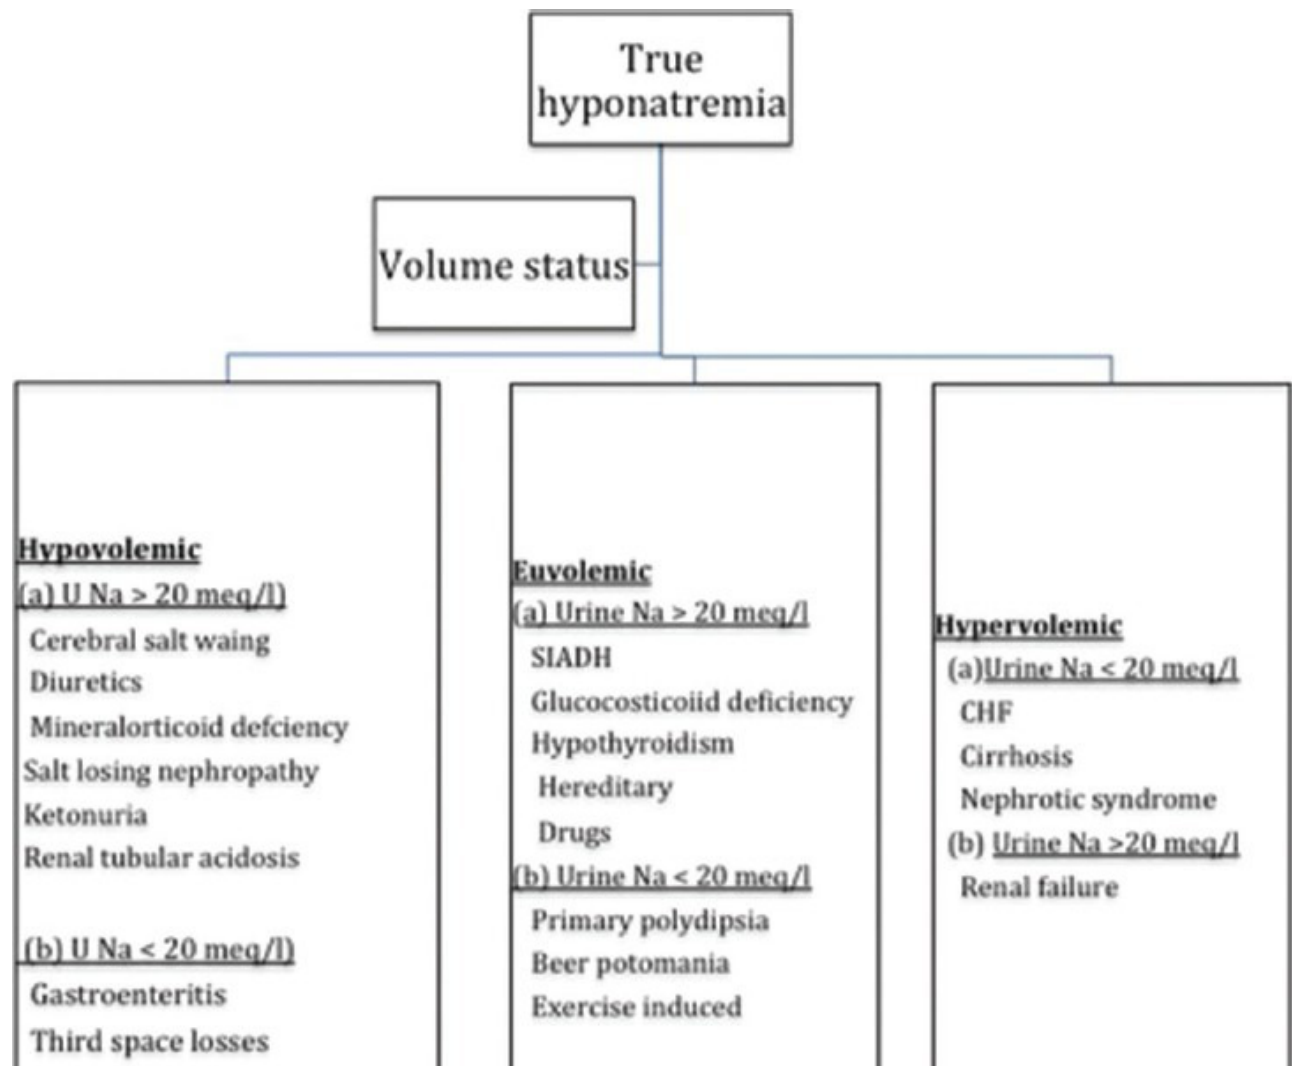 True
hyponatremia
Volume status
Hypovolemic
(a) U Na > 20 meq/l)
Cerebral salt waing
Diuretics
Mineralorticoid defciency
Salt losing nephropathy
Ketonuria
Renal tubular acidosis
(b) U Na < 20 meq/l)
Gastroenteritis
Third space losses
Euvolemic
(a) Urine Na > 20 meq/l
SIADH
Glucocosticoiid deficiency
Hypothyroidism
Hereditary
Drugs
(b) Urine Na < 20 meq/l
Primary polydipsia
Beer potomania
Exercise induced
Hypervolemic
(a)Urine Na < 20 meq/l
CHF
Cirrhosis
Nephrotic syndrome
(b) Urine Na >20 meq/l
Renal failure